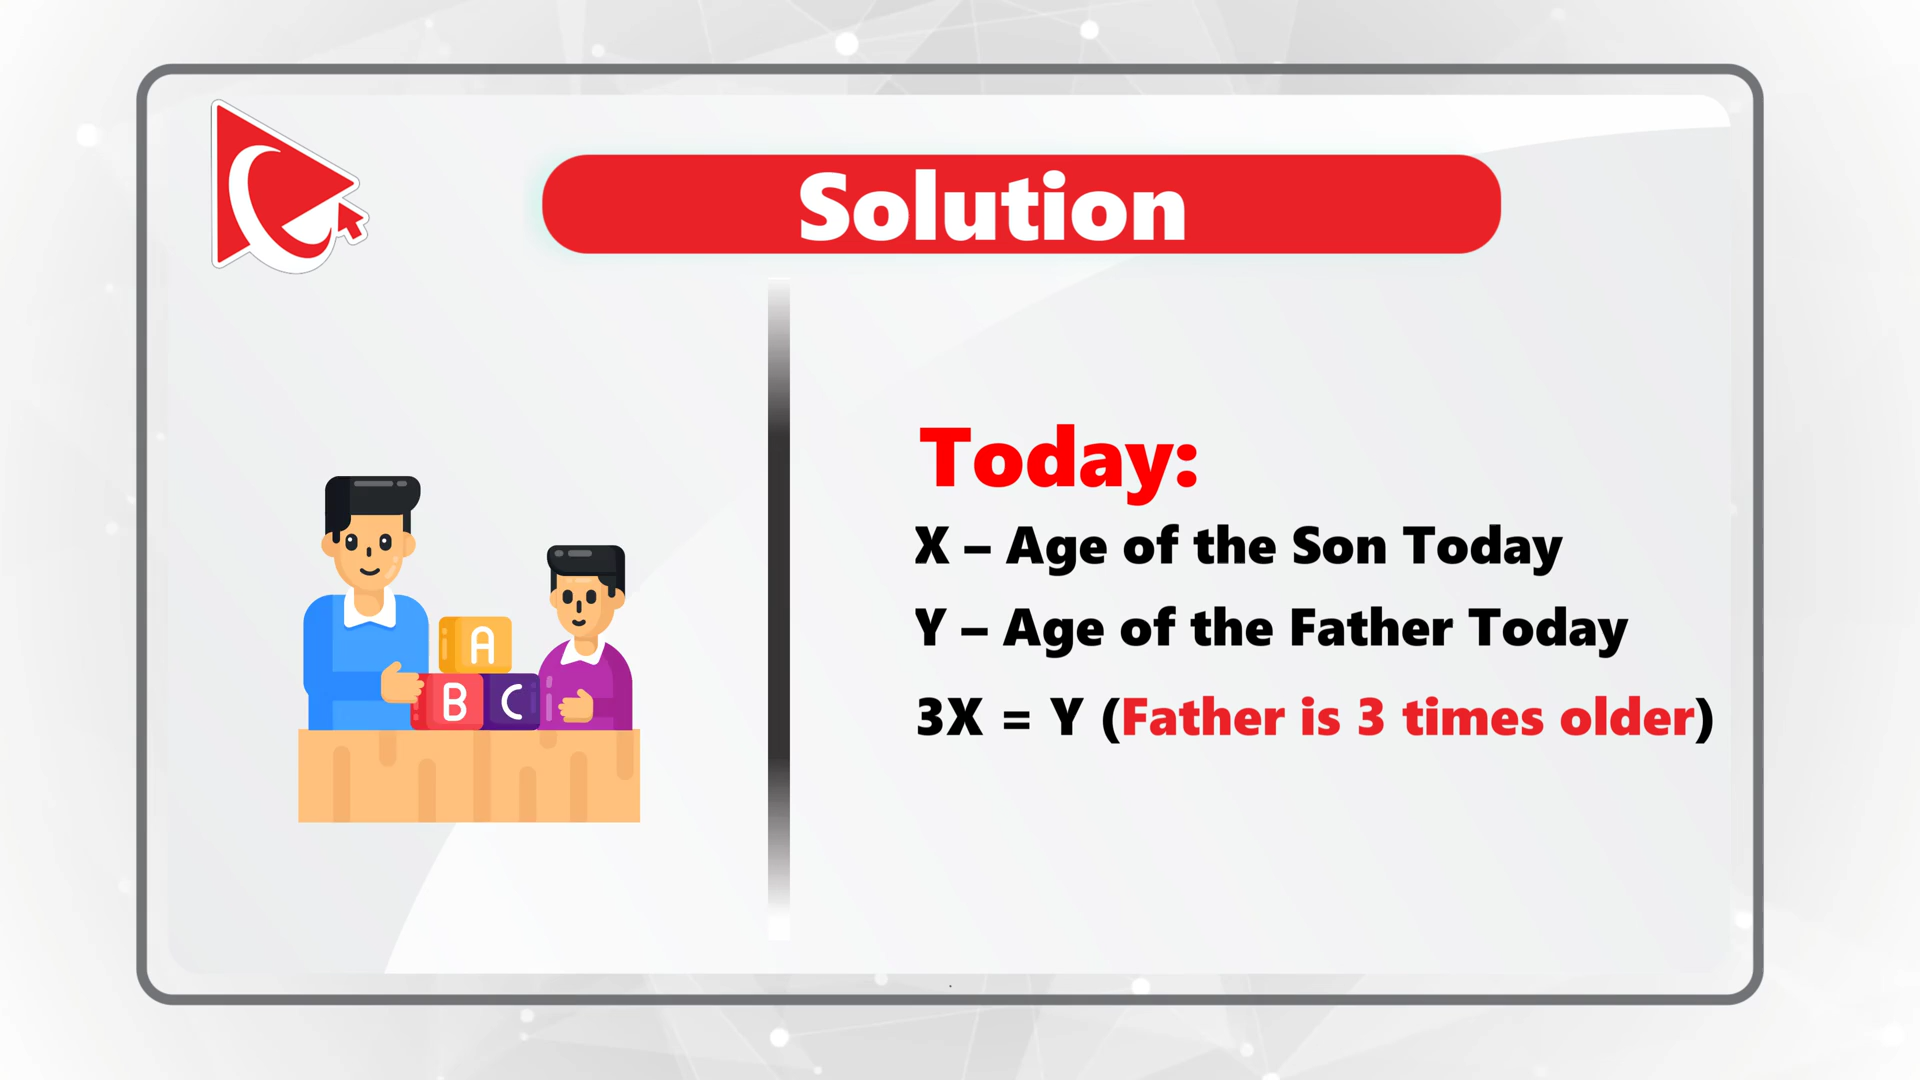 Solution
Today:
X – Age of the Son Today
Y – Age of the Father Today
3X = Y (Father is 3 times older)
A
B C